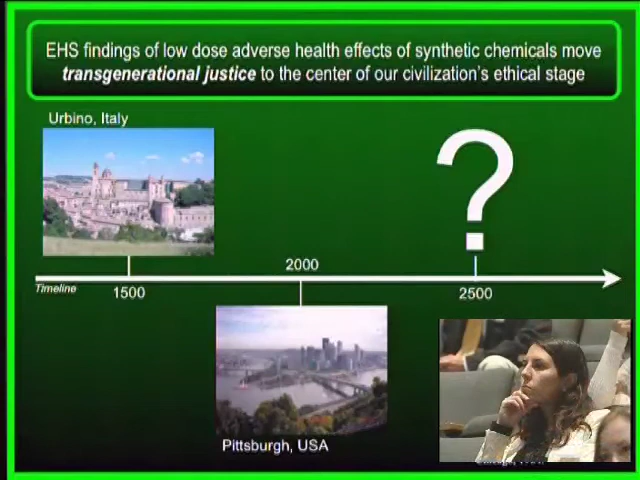 EHS findings of low dose adverse health effects of synthetic chemicals move
transgenerational justice to the center of our civilization's ethical stage
Urbino, Italy
2000
Timeline
1500
2500
Pittsburgh, USA